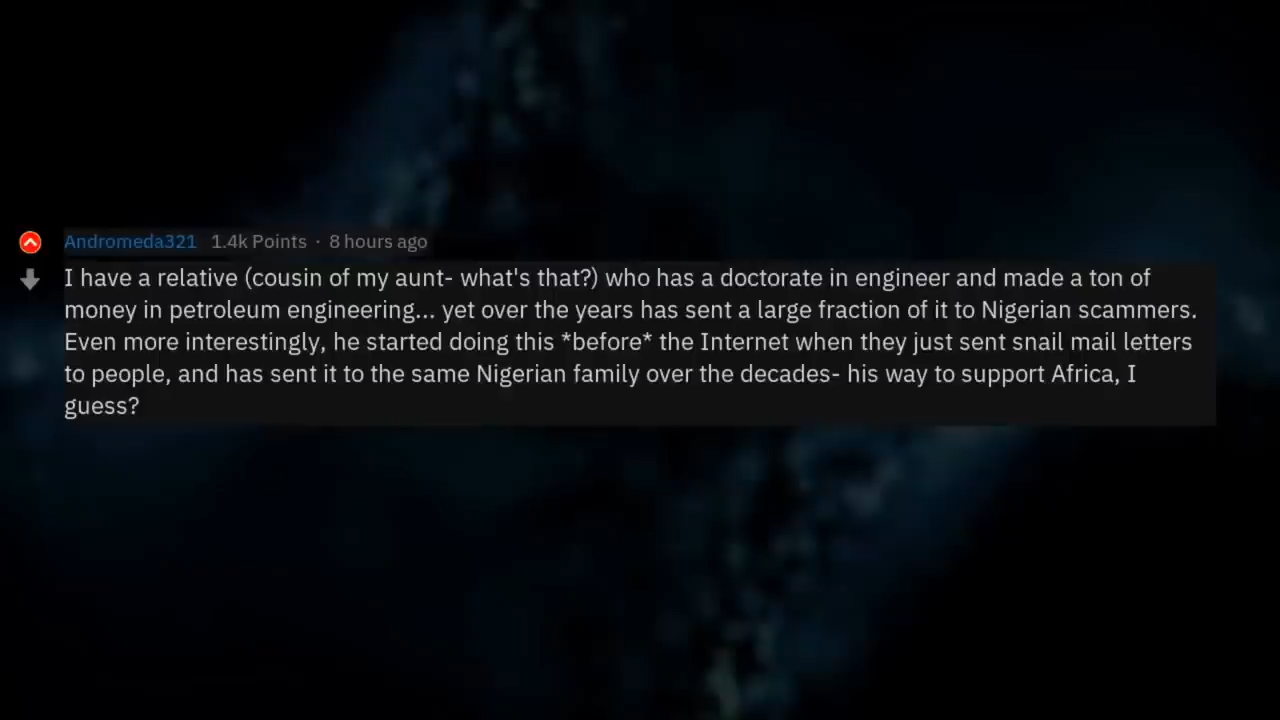 Andromeda321 1.4k Points · 8 hours ago
I have a relative (cousin of my aunt- what's that?) who has a doctorate in engineer and made a ton of
money in petroleum engineering... yet over the years has sent a large fraction of it to Nigerian scammers.
Even more interestingly, he started doing this *before* the Internet when they just sent snail mail letters
to people, and has sent it to the same Nigerian family over the decades- his way to support Africa, I
guess?